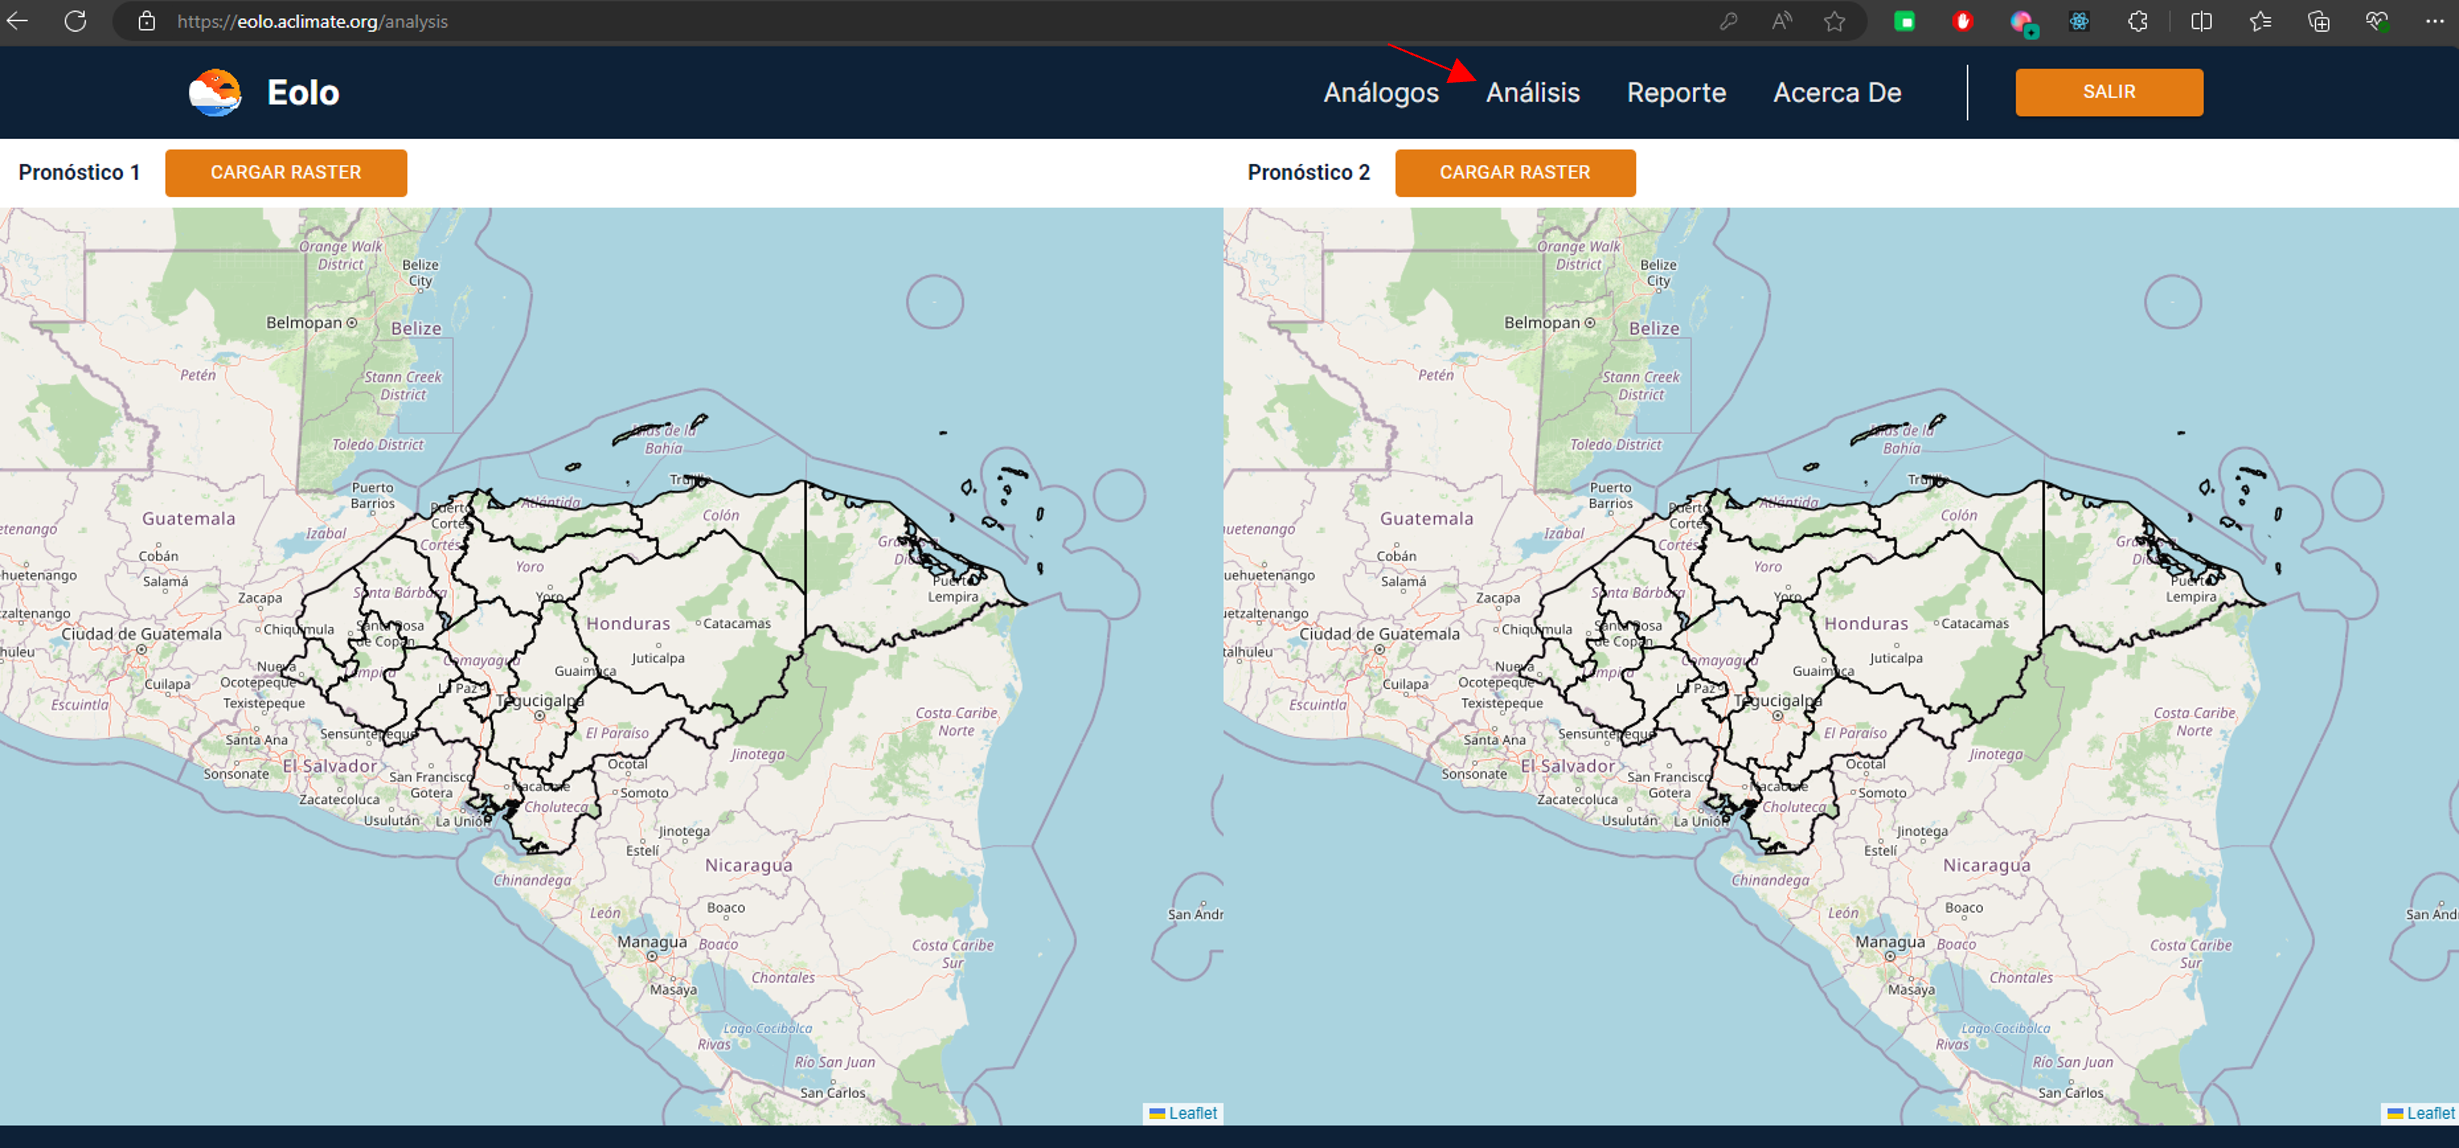 https://eolo.aclimate.org/analysis
Eolo
Análogos
Análisis
Reporte
Acerca De
SALIR
Pronóstico 1
CARGAR RASTER
Pronóstico 2
CARGAR RASTER
Orange Walk
District
Belize
City
Belmopan
Belize
Petén
Stann Creek
District
Toledo District
Islas de la
Bahía
Puerto
Barrios
Puerto
Cortés
Atlántida
Colón
Guatemala
Izabal
Cortés
Yoro
Cobán
Salamá
huetenango
Zacapa
Santa Bárbara
Yoro
Puerto
Lempira
Ciudad de Guatemala
Chiquimula
Santa Rosa
de Copán
Honduras
Catacamas
Comayagua
Juticalpa
Guaimaca
Nueva
Ocotepeque
Cuilapa
La Paz
Tegucigalpa
Escuintla
Texistepeque
Costa Caribe
Norte
Santa Ana
Sensuntepeque
El Paraíso
Jinotega
El Salvador
Sonsonate
San Francisco
Gotera
Ocotal
Somoto
Zacatecoluca
Nacaome
Choluteca
Usulután
La Unión
Jinotega
Estelí
Nicaragua
Chinandega
León
Boaco
San Andr
Managua
Boaco
Costa Caribe
Sur
Chontales
Masaya
Lago Cocibolca
Rivas
Río San Juan
San Carlos
Leaflet
Orange Walk
District
Belize
City
Belmopan
Belize
Petén
Stann Creek
District
Toledo District
Islas de la
Bahía
Puerto
Barrios
Puerto
Cortés
Atlántida
Colón
Guatemala
huetenango
Izabal
Cortés
Yoro
Cobán
Salamá
uehuetenango
Zacapa
Santa Bárbara
Yoro
Puerto
Lempira
uetzaltenango
Ciudad de Guatemala
Chiquimula
Santa Rosa
de Copán
Honduras
Catacamas
talhuleu
Comayagua
Juticalpa
Guaimaca
Nueva
Ocotepeque
Cuilapa
La Paz
Tegucigalpa
Escuintla
Texistepeque
Costa Caribe
Norte
Santa Ana
Sensuntepeque
El Paraíso
Jinotega
El Salvador
Sonsonate
San Francisco
Gotera
Ocotal
Somoto
Zacatecoluca
Nacaome
Choluteca
Usulután
La Unión
Jinotega
Estelí
Nicaragua
Chinandega
León
Boaco
San And
Managua
Boaco
Costa Caribe
Sur
Chontales
Masaya
Lago Cocibolca
Rivas
Río San Juan
San Carlos
Leaflet